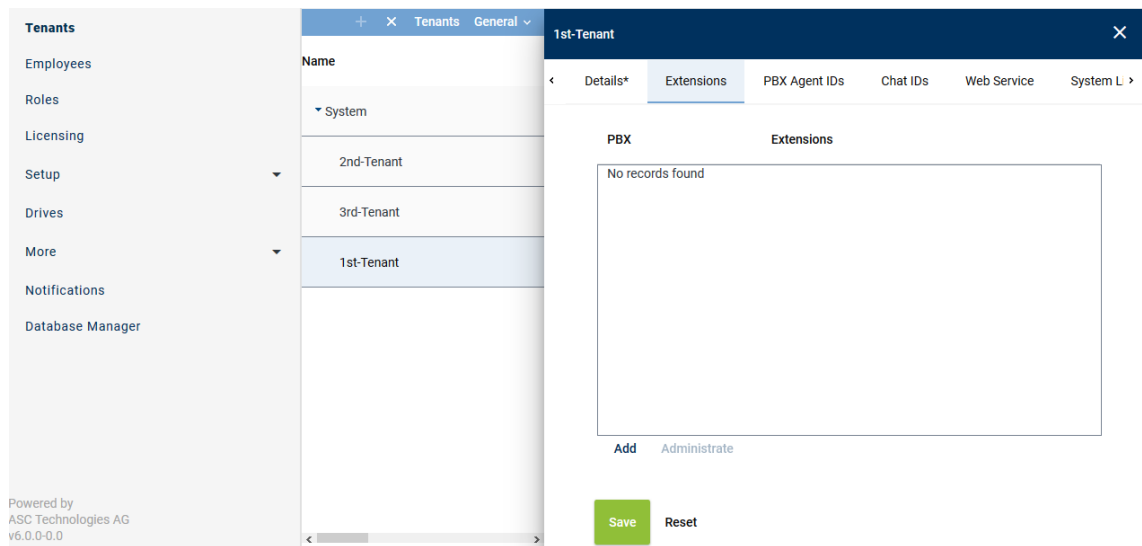 Tenants
Employees
Roles
Licensing
Setup
Drives
More
Notifications
Database Manager
Powered by
ASC Technologies AG
v6.0.0-0.0
Tenants General
Name
System
2nd-Tenant
3rd-Tenant
1st-Tenant
1st-Tenant
Details* Extensions PBX Agent IDs Chat IDs Web Service System L
PBX Extensions
No records found
Add Administrate
Save Reset